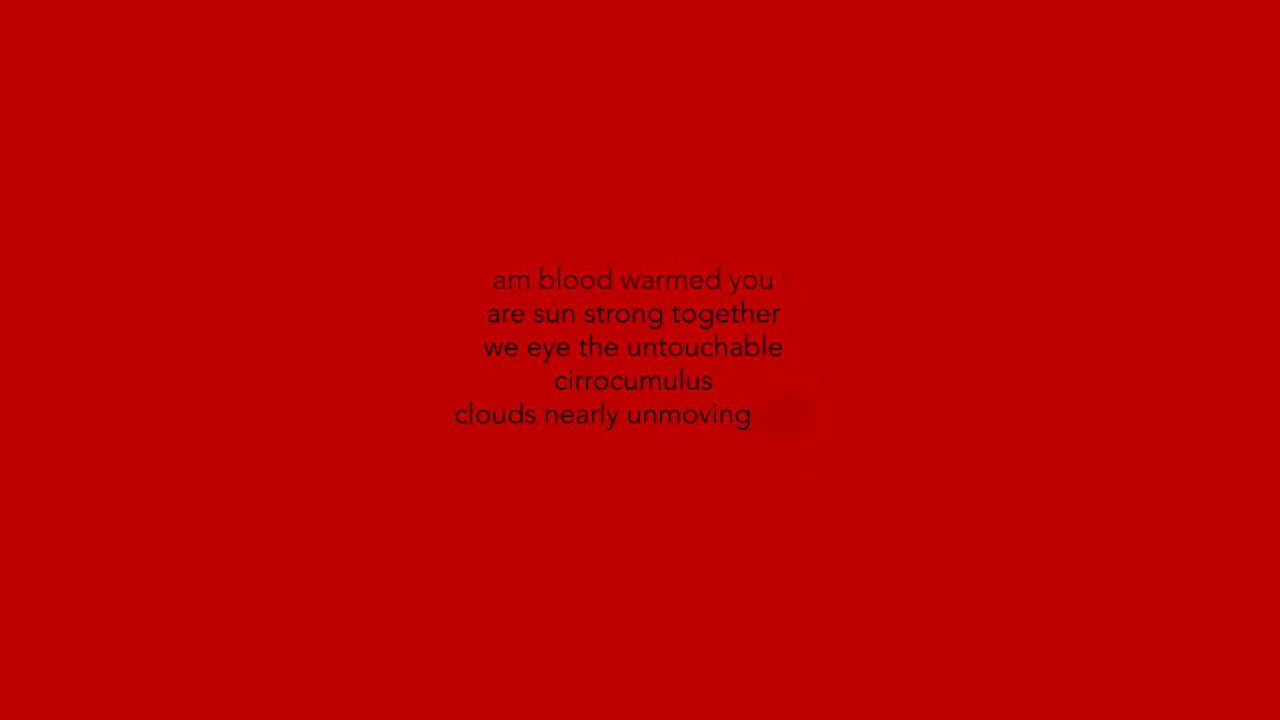 am blood warmed you
are sun strong together
we eye the untouchable
cirrocumulus
clouds nearly unmoving